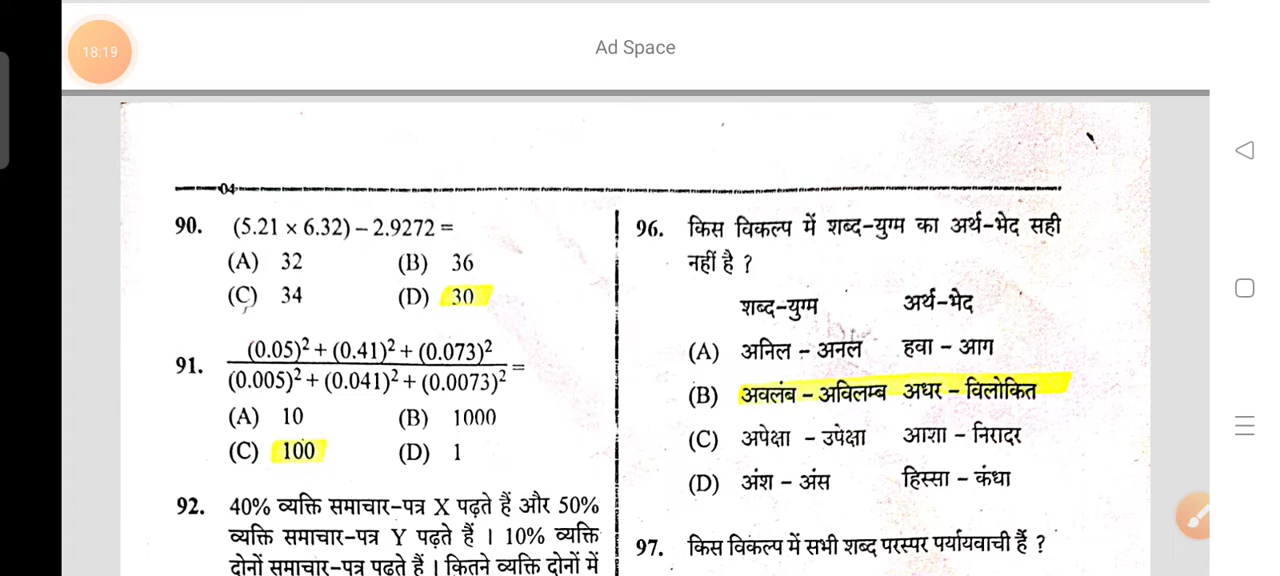 18:19
Ad Space
04
90. (5.21 × 6.32) – 2.9272 =
(A) 32 (B) 36
(C) 34 (D) 30
91. (0.05)² + (0.41)² + (0.073)²
(0.005)² + (0.041)² + (0.0073)² =
(A) 10 (B) 1000
(C) 100 (D) 1
92. 40% व्यक्ति समाचार-पत्र X पढ़ते हैं और 50%
व्यक्ति समाचार-पत्र Y पढ़ते हैं । 10% व्यक्ति
दोनों समाचार-पत्र पढ़ते हैं । कितने व्यक्ति दोनों में
96. किस विकल्प में शब्द-युग्म का अर्थ-भेद सही
नहीं है ?
शब्द-युग्म अर्थ-भेद
(A) अनिल – अनल हवा – आग
(B) अवलंब – अविलम्ब अधर – विलोकित
(C) अपेक्षा – उपेक्षा आशा – निरादर
(D) अंश – अंस हिस्सा – कंधा
97. किस विकल्प में सभी शब्द परस्पर पर्यायवाची हैं ?